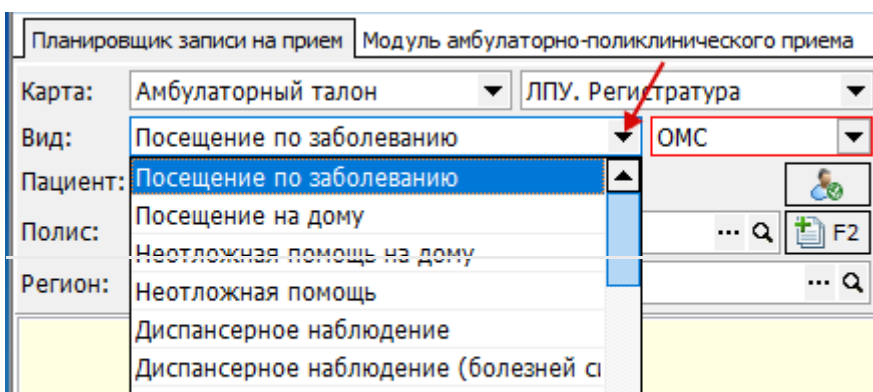 Планировщик записи на прием Модуль амбулаторно-поликлинического приема
Карта: Амбулаторный талон ЛПУ. Регистратура
Вид: Посещение по заболеванию ОМС
Пациент: Посещение по заболеванию
Посещение на дому
Полис: ... F2
Неотложная помощь на дому
Регион: Неотложная помощь ...
Диспансерное наблюдение
Диспансерное наблюдение (болезней